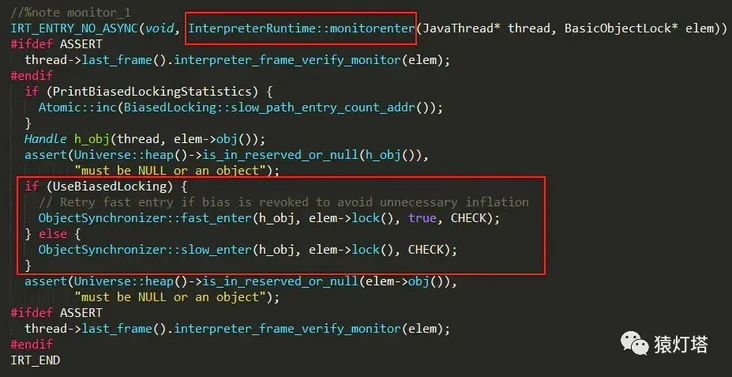 //%note monitor_1
IRT_ENTRY_NO_ASYNC(void, InterpreterRuntime::monitorenter(JavaThread* thread, BasicObjectLock* elem))
#ifdef ASSERT
  thread->last_frame().interpreter_frame_verify_monitor(elem);
#endif
  if (PrintBiasedLockingStatistics) {
    Atomic::inc(BiasedLocking::slow_path_entry_count_addr());
  }
  Handle h_obj(thread, elem->obj());
  assert(Universe::heap()->is_in_reserved_or_null(h_obj()),
         "must be NULL or an object");
  if (UseBiasedLocking) {
    // Retry fast entry if bias is revoked to avoid unnecessary inflation
    ObjectSynchronizer::fast_enter(h_obj, elem->lock(), true, CHECK);
  } else {
    ObjectSynchronizer::slow_enter(h_obj, elem->lock(), CHECK);
  }
  assert(Universe::heap()->is_in_reserved_or_null(elem->obj()),
         "must be NULL or an object");
#ifdef ASSERT
  thread->last_frame().interpreter_frame_verify_monitor(elem);
#endif
IRT_END
猿灯塔